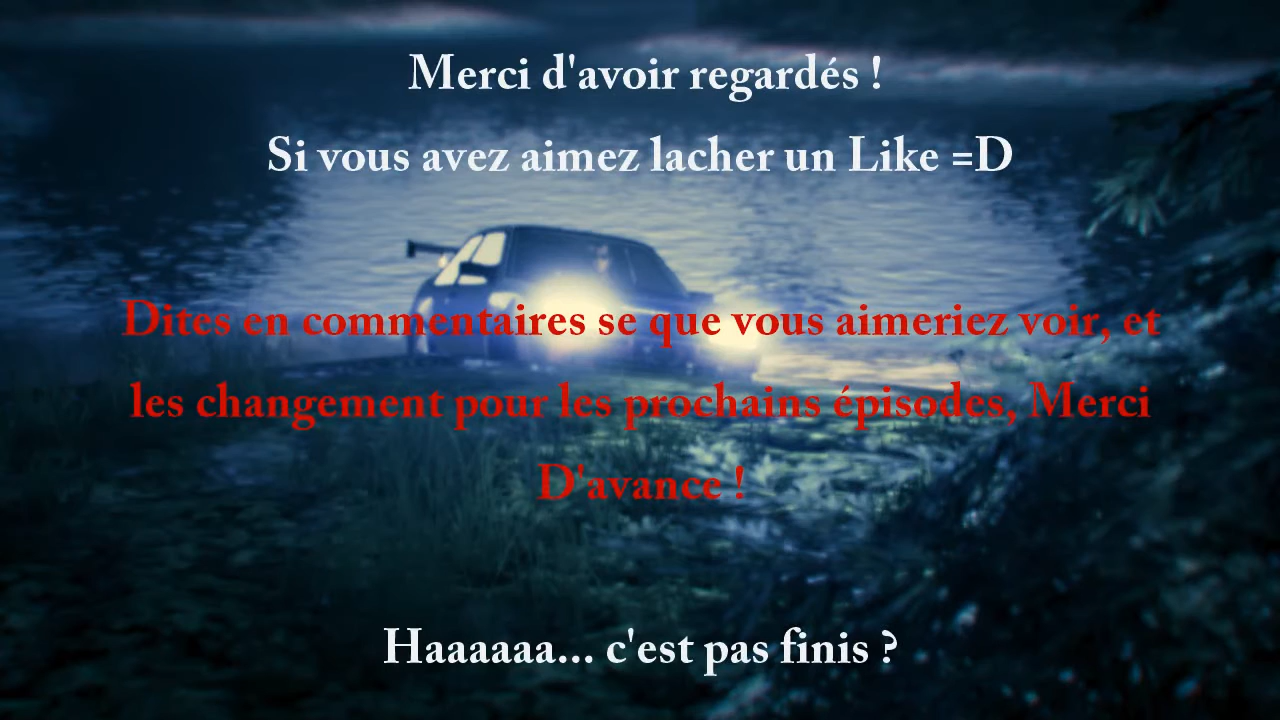 Merci d'avoir regardés !
Si vous avez aimez lacher un Like =D
Dites en commentaires se que vous aimeriez voir, et
les changement pour les prochains épisodes, Merci
D'avance !
Haaaaaa... c'est pas finis ?